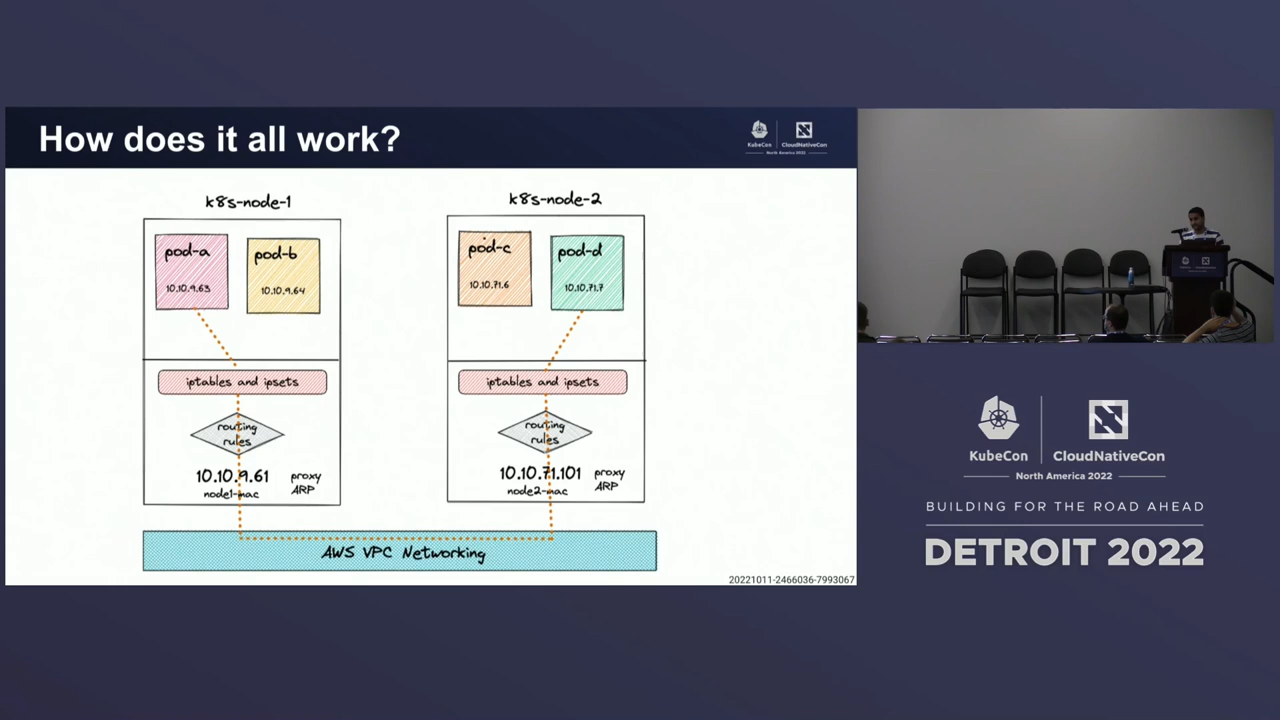 How does it all work?
KubeCon
CloudNativeCon
North America 2022
k8s-node-1
k8s-node-2
pod-a
10.10.9.63
pod-b
10.10.9.64
pod-c
10.10.71.6
pod-d
10.10.71.7
iptables and ipsets
iptables and ipsets
routing
rules
routing
rules
10.10.9.61
node1-mac
proxy
ARP
10.10.71.101
node2-mac
proxy
ARP
AWS VPC Networking
20221011-2466036-7993067
KubeCon
CloudNativeCon
North America 2022
BUILDING FOR THE ROAD AHEAD
DETROIT 2022